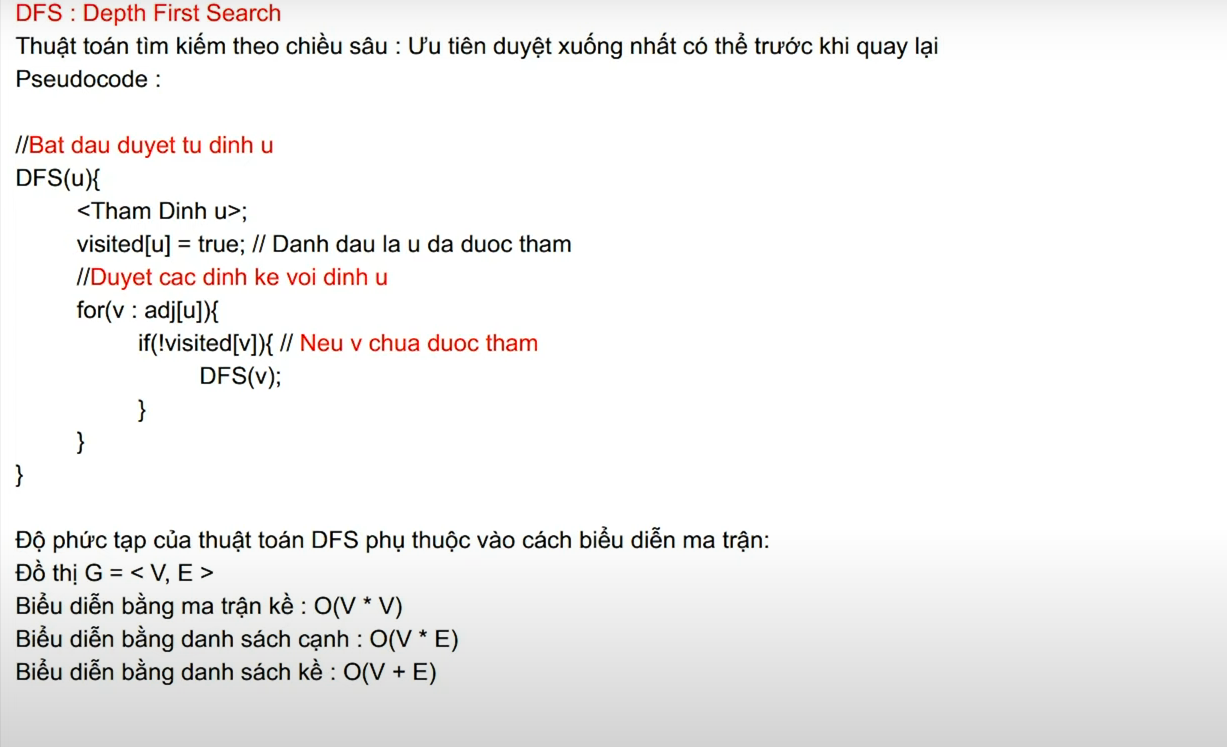 DFS : Depth First Search
Thuật toán tìm kiếm theo chiều sâu : Ưu tiên duyệt xuống nhất có thể trước khi quay lại
Pseudocode :
//Bat dau duyet tu dinh u
DFS(u){
<Tham Dinh u>;
visited[u] = true; // Danh dau la u da duoc tham
//Duyet cac dinh ke voi dinh u
for(v : adj[u]){
if(!visited[v]){ // Neu v chua duoc tham
DFS(v);
}
}
}
Độ phức tạp của thuật toán DFS phụ thuộc vào cách biểu diễn ma trận:
Đồ thị G = < V, E >
Biểu diễn bằng ma trận kề : O(V * V)
Biểu diễn bằng danh sách cạnh : O(V * E)
Biểu diễn bằng danh sách kề : O(V + E)